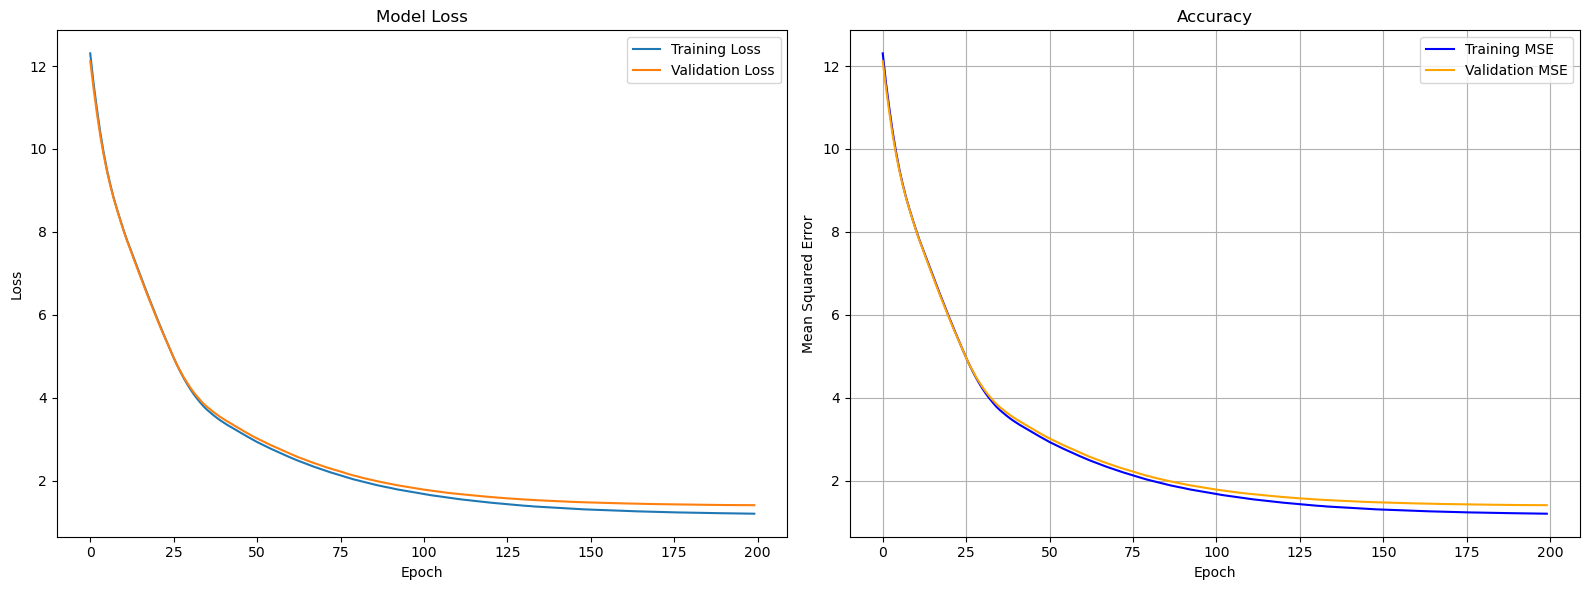 Model Loss
Training Loss
Validation Loss
12
10
8
6
4
2
Loss
0 25 50 75 100 125 150 175 200
Epoch
Accuracy
Training MSE
Validation MSE
12
10
8
6
4
2
Mean Squared Error
0 25 50 75 100 125 150 175 200
Epoch